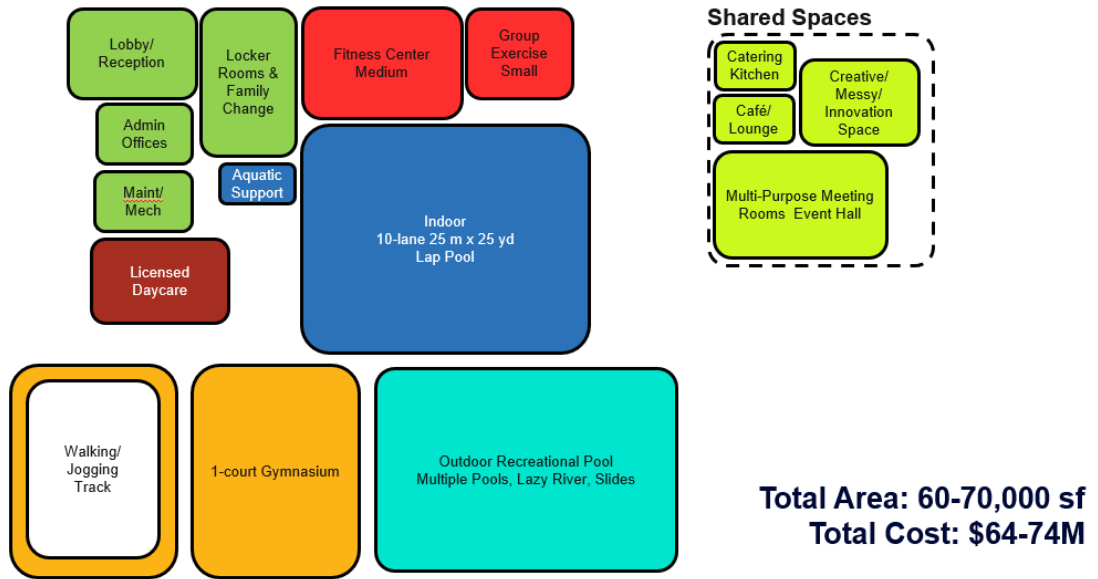 Lobby/
Reception
Locker
Rooms &
Family
Change
Fitness Center
Medium
Group
Exercise
Small
Admin
Offices
Aquatic
Support
Maint/
Mech
Licensed
Daycare
Indoor
10-lane 25 m x 25 yd
Lap Pool
Walking/
Jogging
Track
1-court Gymnasium
Outdoor Recreational Pool
Multiple Pools, Lazy River, Slides
Shared Spaces
Catering
Kitchen
Creative/
Messy/
Innovation
Space
Café/
Lounge
Multi-Purpose Meeting
Rooms Event Hall
Total Area: 60-70,000 sf
Total Cost: $64-74M